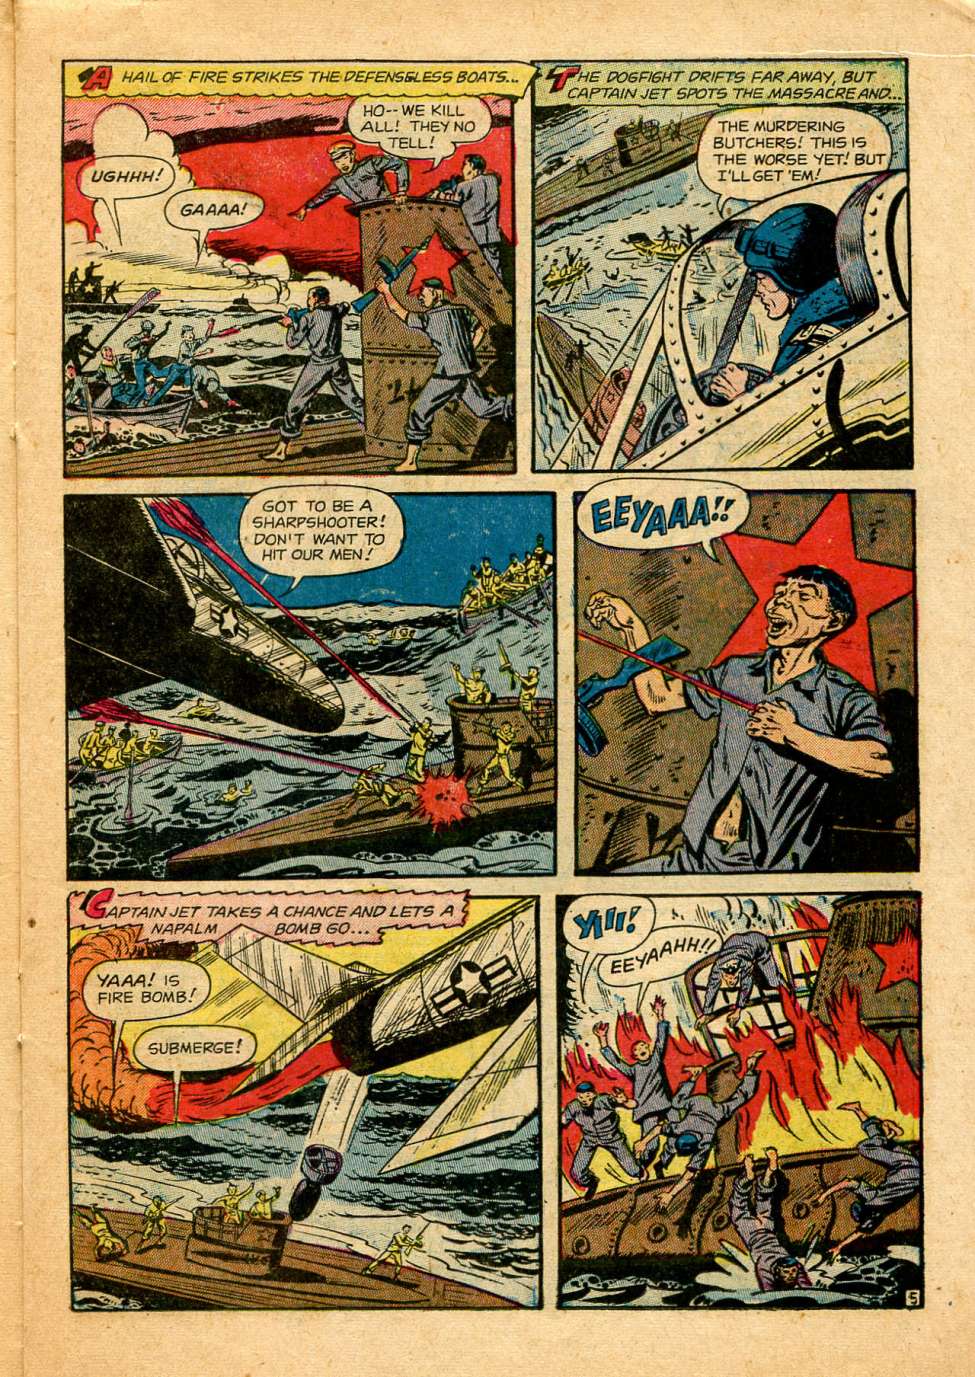 A HAIL OF FIRE STRIKES THE DEFENSELESS BOATS...
HO--WE KILL
ALL! THEY NO
TELL!
UGHHH!
GAAAA!
THE DOGFIGHT DRIFTS FAR AWAY, BUT
CAPTAIN JET SPOTS THE MASSACRE AND...
THE MURDERING
BUTCHERS! THIS IS
THE WORSE YET! BUT
I'LL GET 'EM!
GOT TO BE A
SHARPSHOOTER!
DON'T WANT TO
HIT OUR MEN!
EEYAAA!!
CAPTAIN JET TAKES A CHANCE AND LETS A
NAPALM BOMB GO...
YAAA! IS
FIRE BOMB!
SUBMERGE!
YIII!
EEYAAHH!!
5